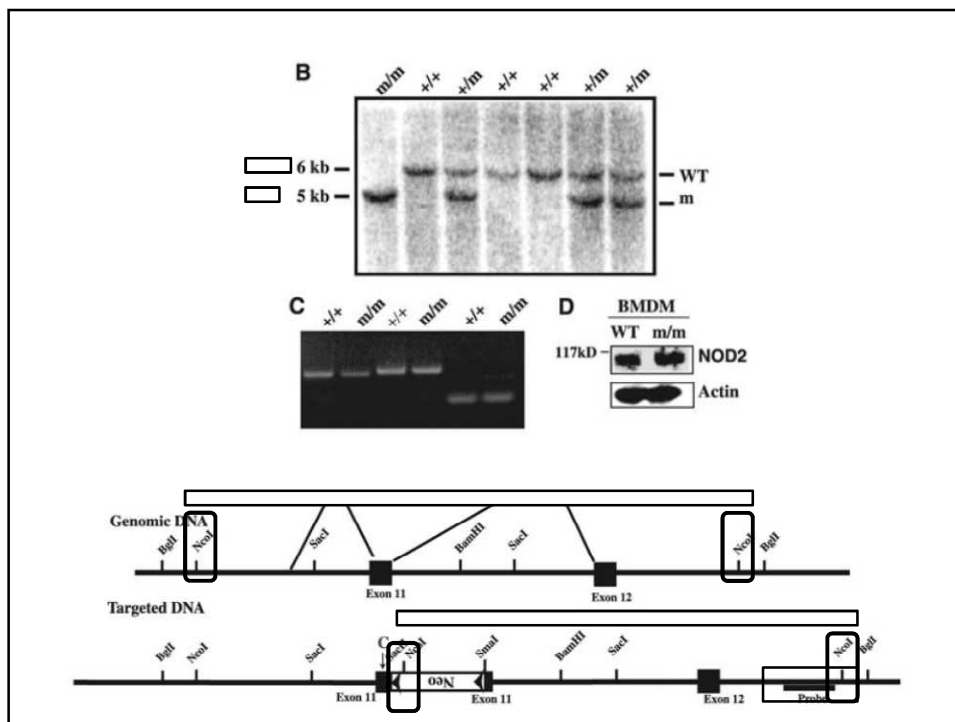 B
m/m +/+ +/m +/+ +/+ +/m +/m
6 kb
WT
5 kb
m
C
+/+ m/m +/+ m/m +/+ m/m
D
BMDM
WT m/m
117kD
NOD2
Actin
Genomic DNA
BglI NcoI SacI BamHI SacI NcoI BglI
Exon 11 Exon 12
Targeted DNA
C
BglI NcoI SacI SacI NcoI SmaI BamHI SacI NcoI BglI
Neo
Exon 11 Exon 11 Exon 12 Probe